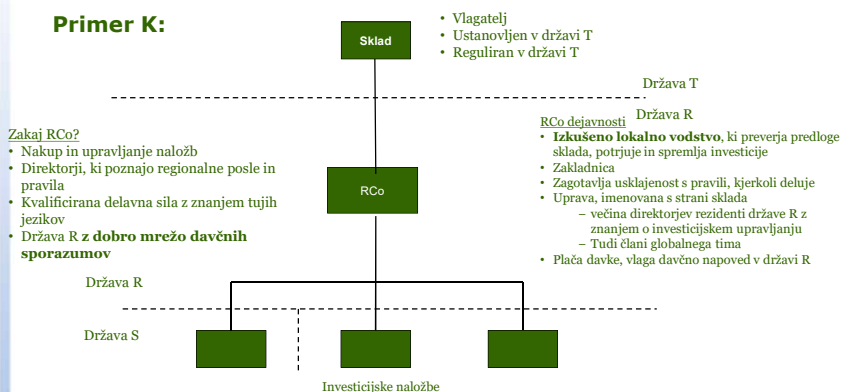 Primer K:
Sklad
• Vlagatelj
• Ustanovljen v državi T
• Reguliran v državi T
Država T
Država R
Zakaj RCo?
• Nakup in upravljanje naložb
• Direktorji, ki poznajo regionalne posle in
pravila
• Kvalificirana delavna sila z znanjem tujih
jezikov
• Država R z dobro mrežo davčnih
sporazumov
RCo
RCo dejavnosti
• Izkušeno lokalno vodstvo, ki preverja predloge
sklada, potrjuje in spremlja investicije
• Zakladnica
• Zagotavlja usklajenost s pravili, kjerkoli deluje
• Uprava, imenovana s strani sklada
– večina direktorjev rezidenti države R z
znanjem o investicijskem upravljanju
– Tudi člani globalnega tima
• Plača davke, vlaga davčno napoved v državi R
Država R
Država S
Investicijske naložbe